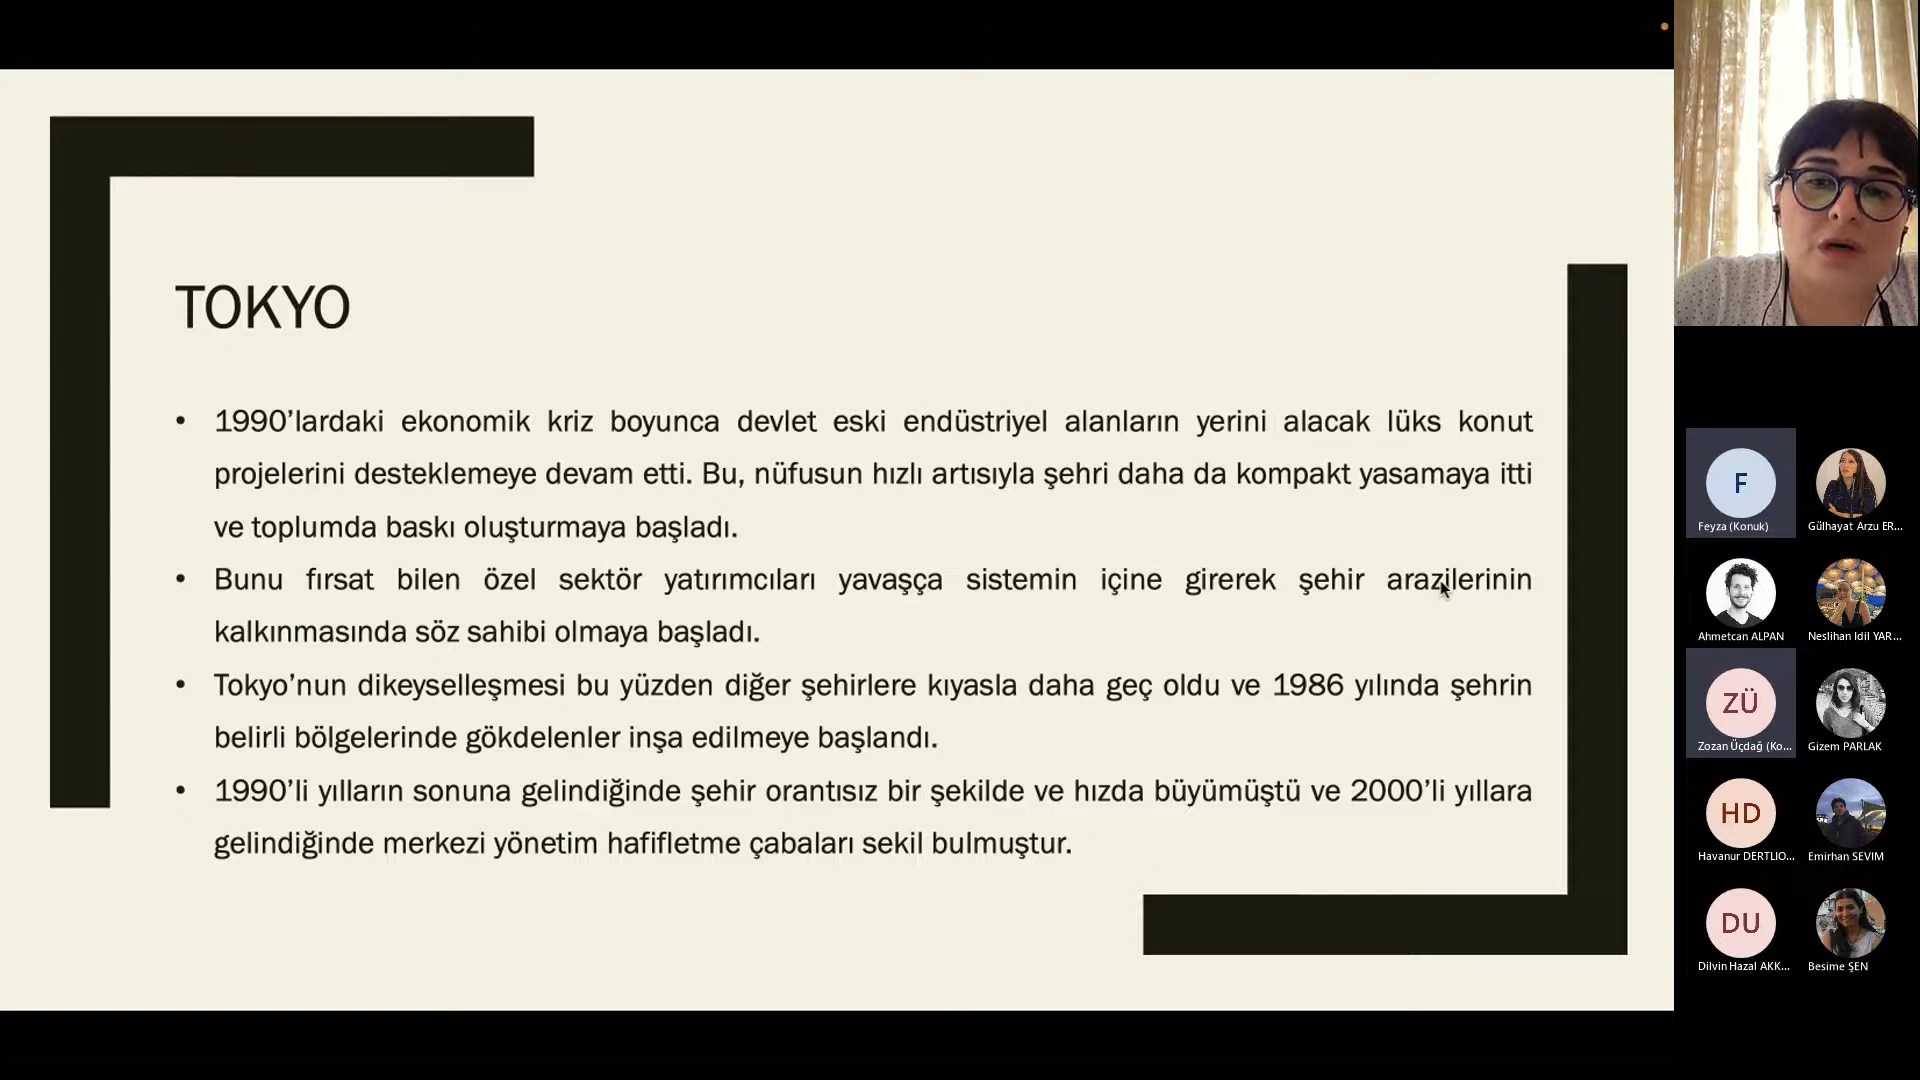 TOKYO
• 1990’lardaki ekonomik kriz boyunca devlet eski endüstriyel alanların yerini alacak lüks konut
projelerini desteklemeye devam etti. Bu, nüfusun hızlı artısıyla şehri daha da kompakt yasamaya itti
ve toplumda baskı oluşturmaya başladı.
• Bunu fırsat bilen özel sektör yatırımcıları yavaşça sistemin içine girerek şehir arazilerinin
kalkınmasında söz sahibi olmaya başladı.
• Tokyo’nun dikeyselleşmesi bu yüzden diğer şehirlere kıyasla daha geç oldu ve 1986 yılında şehrin
belirli bölgelerinde gökdelenler inşa edilmeye başlandı.
• 1990’li yılların sonuna gelindiğinde şehir orantısız bir şekilde ve hızda büyümüştü ve 2000’li yıllara
gelindiğinde merkezi yönetim hafifletme çabaları sekil bulmuştur.
F
Feyza (Konuk)
Gülhayat Arzu ER...
Ahmetcan ALPAN
Neslihan Idil YAR...
ZÜ
Zozan Üçdağ (Ko...
Gizem PARLAK
HD
Havanur DERTLIO...
Emirhan SEVIM
DU
Dilvin Hazal AKK...
Besime ŞEN